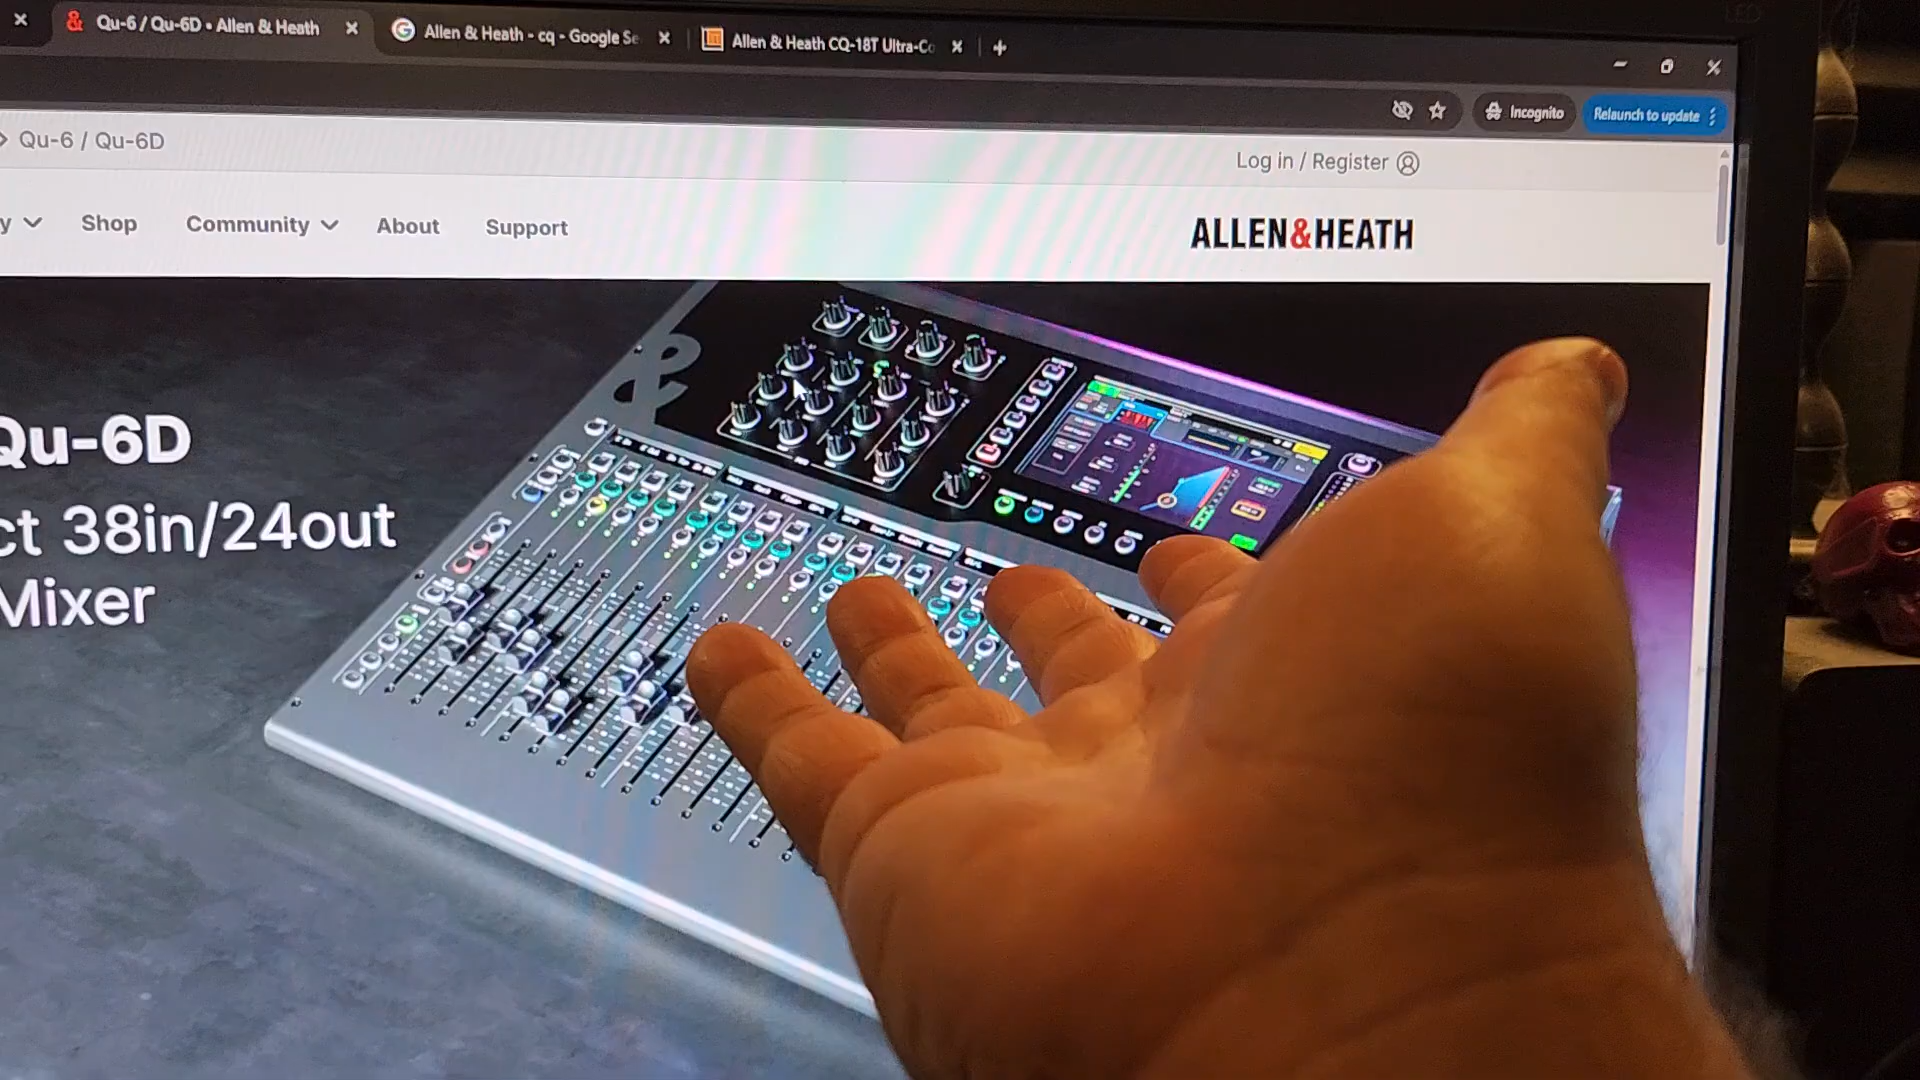 Qu-6 / Qu-6D • Allen & Heath
Allen & Heath - cq - Google Se
Allen & Heath CQ-18T Ultra-Co
Incognito
Relaunch to update
Qu-6 / Qu-6D
Log in / Register
y
Shop
Community
About
Support
ALLEN&HEATH
Qu-6D
ct 38in/24out
Mixer